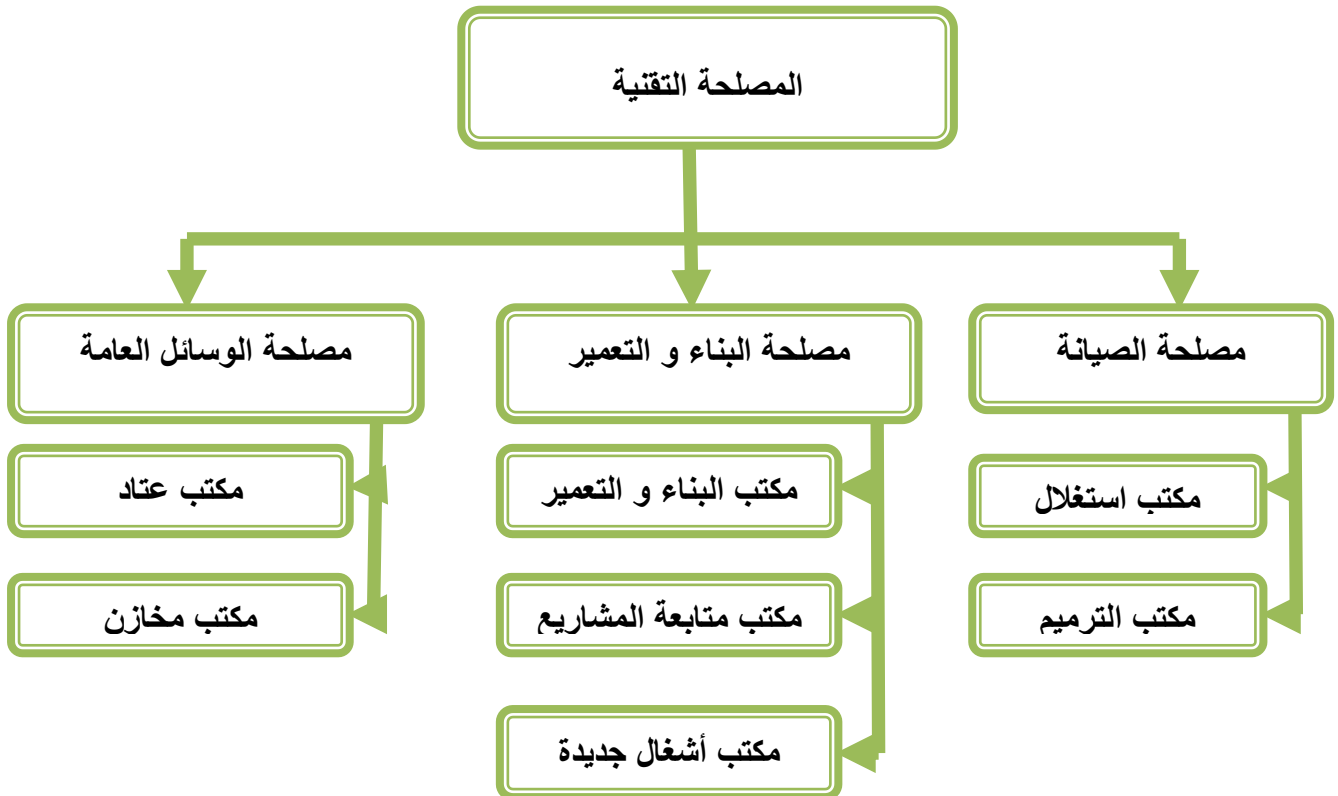 المصلحة التقنية
مصلحة الصيانة
مصلحة البناء و التعمير
مصلحة الوسائل العامة
مكتب استغلال
مكتب البناء و التعمير
مكتب عتاد
مكتب الترميم
مكتب متابعة المشاريع
مكتب مخازن
مكتب أشغال جديدة